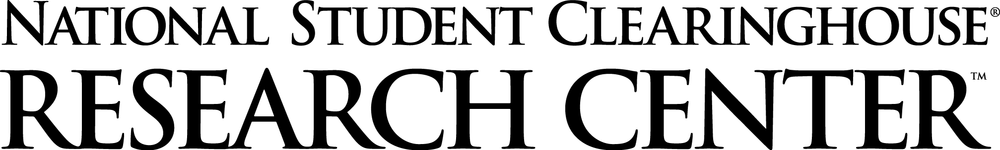 NATIONAL STUDENT CLEARINGHOUSE®
RESEARCH CENTER™